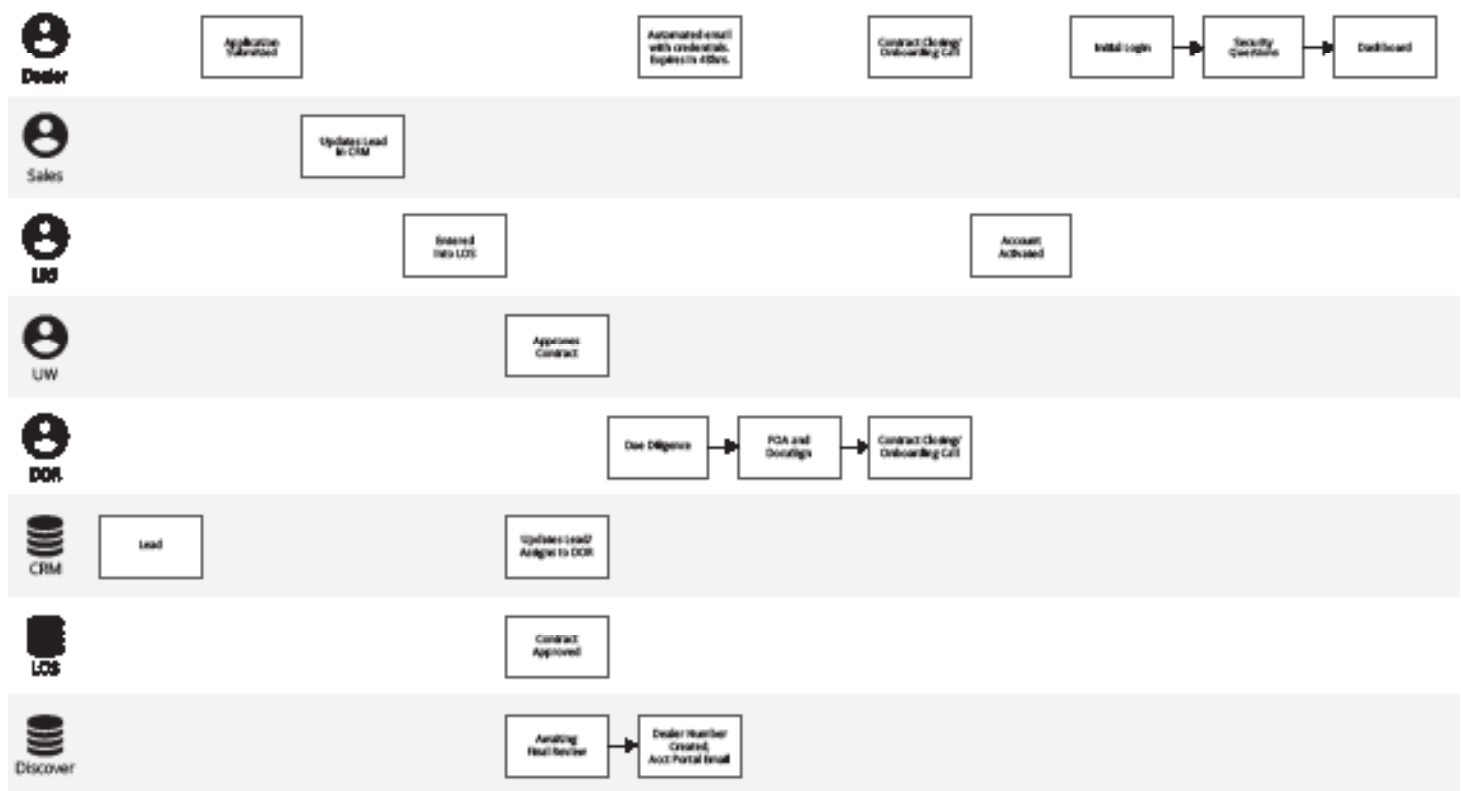 Dealer
Application
Submitted
Automated email
with credentials.
Expires in 48hrs.
Contract Closing/
Onboarding Call
Initial Login
Security
Questions
Dashboard
Sales
Updates Lead
in CRM
Entered
Into LOS
Account
Activated
UW
Approves
Contract
DOR
Due Diligence
POA and
DocuSign
Contract Closing/
Onboarding Call
CRM
Lead
Updates Lead/
Assigns to DOR
LOS
Contract
Approved
Discover
Awaiting
Final Review
Dealer Number
Created,
Acct Portal Email